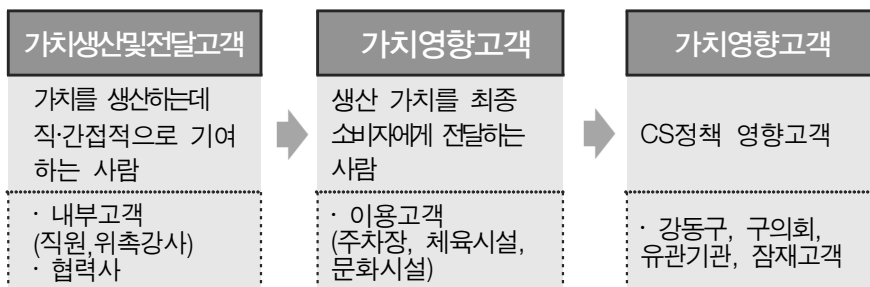 가치생산및전달고객
가치를 생산하는데
직·간접적으로 기여
하는 사람
· 내부고객
(직원,위촉강사)
· 협력사
가치영향고객
생산 가치를 최종
소비자에게 전달하는
사람
· 이용고객
(주차장, 체육시설,
문화시설)
가치영향고객
CS정책 영향고객
· 강동구, 구의회,
유관기관, 잠재고객